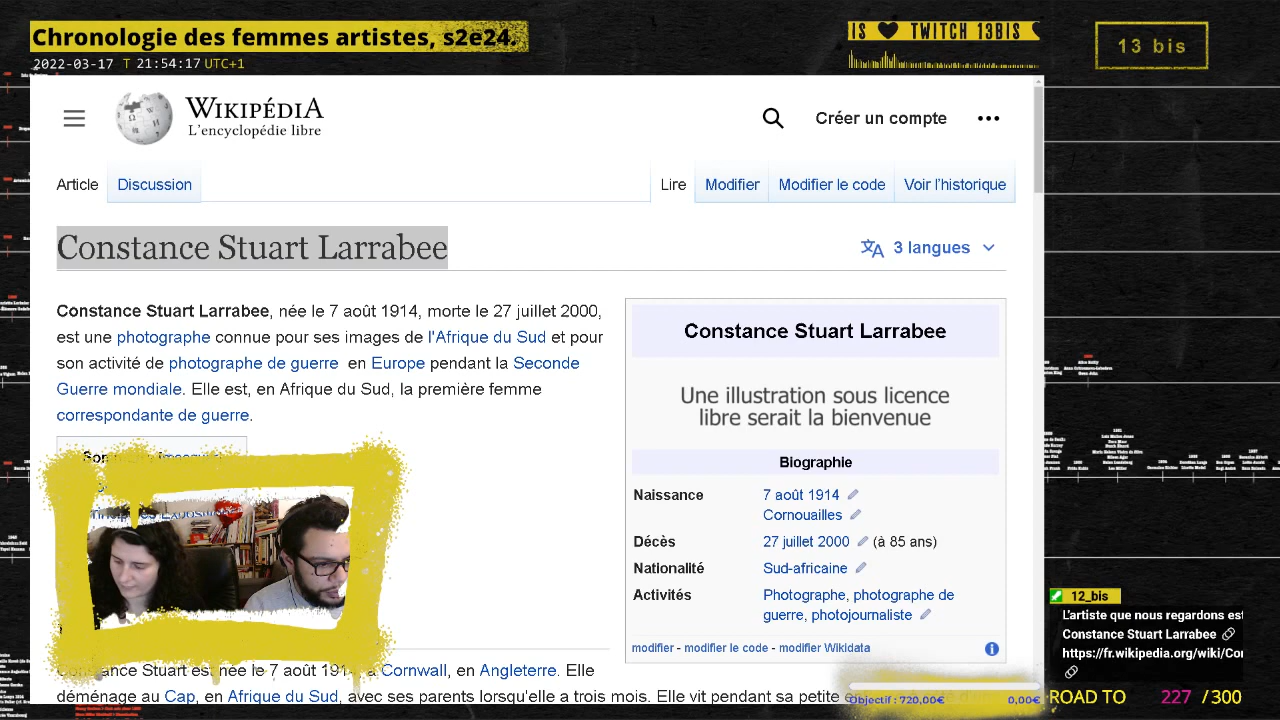 Chronologie des femmes artistes, s2e24.
2022-03-17 T 21:54:17 UTC+1
IS TWITCH 13BIS
13 bis
WIKIPÉDIA
L'encyclopédie libre
Créer un compte
Article
Discussion
Lire
Modifier
Modifier le code
Voir l'historique
Constance Stuart Larrabee
3 langues
Constance Stuart Larrabee, née le 7 août 1914, morte le 27 juillet 2000,
est une photographe connue pour ses images de l'Afrique du Sud et pour
son activité de photographe de guerre en Europe pendant la Seconde
Guerre mondiale. Elle est, en Afrique du Sud, la première femme
correspondante de guerre.
Constance Stuart Larrabee
Une illustration sous licence
libre serait la bienvenue
Biographie
Naissance 7 août 1914
Cornouailles
Décès 27 juillet 2000 (à 85 ans)
Nationalité Sud-africaine
Activités Photographe, photographe de
guerre, photojournaliste
modifier - modifier le code - modifier Wikidata
Constance Stuart est née le 7 août 191 Cornwall, en Angleterre. Elle
déménage au Cap, en Afrique du Sud, avec ses parents lorsqu'elle a trois mois. Elle vit pendant sa petite
Objectif : 720,00€ 0,00€
12_bis
L'artiste que nous regardons est
Constance Stuart Larrabee
https://fr.wikipedia.org/wiki/Con
ROAD TO 227 / 300